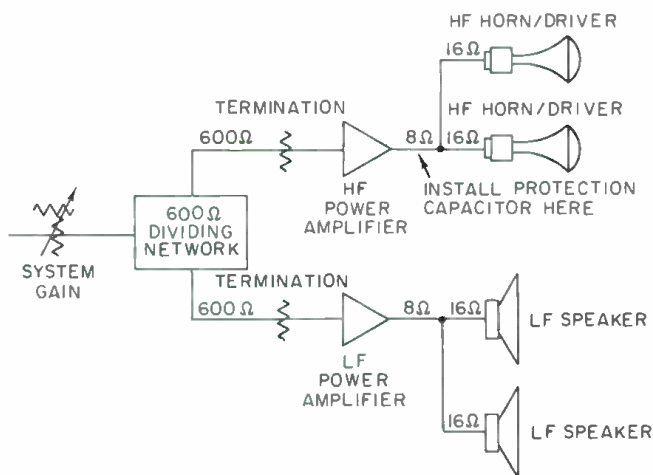 HF HORN/DRIVER
16Ω
HF HORN/DRIVER
TERMINATION
600Ω
8Ω
16Ω
INSTALL PROTECTION
CAPACITOR HERE
HF
POWER
AMPLIFIER
600Ω
DIVIDING
NETWORK
SYSTEM
GAIN
TERMINATION
600Ω
8Ω
16Ω
LF SPEAKER
LF
POWER
AMPLIFIER
16Ω
LF SPEAKER